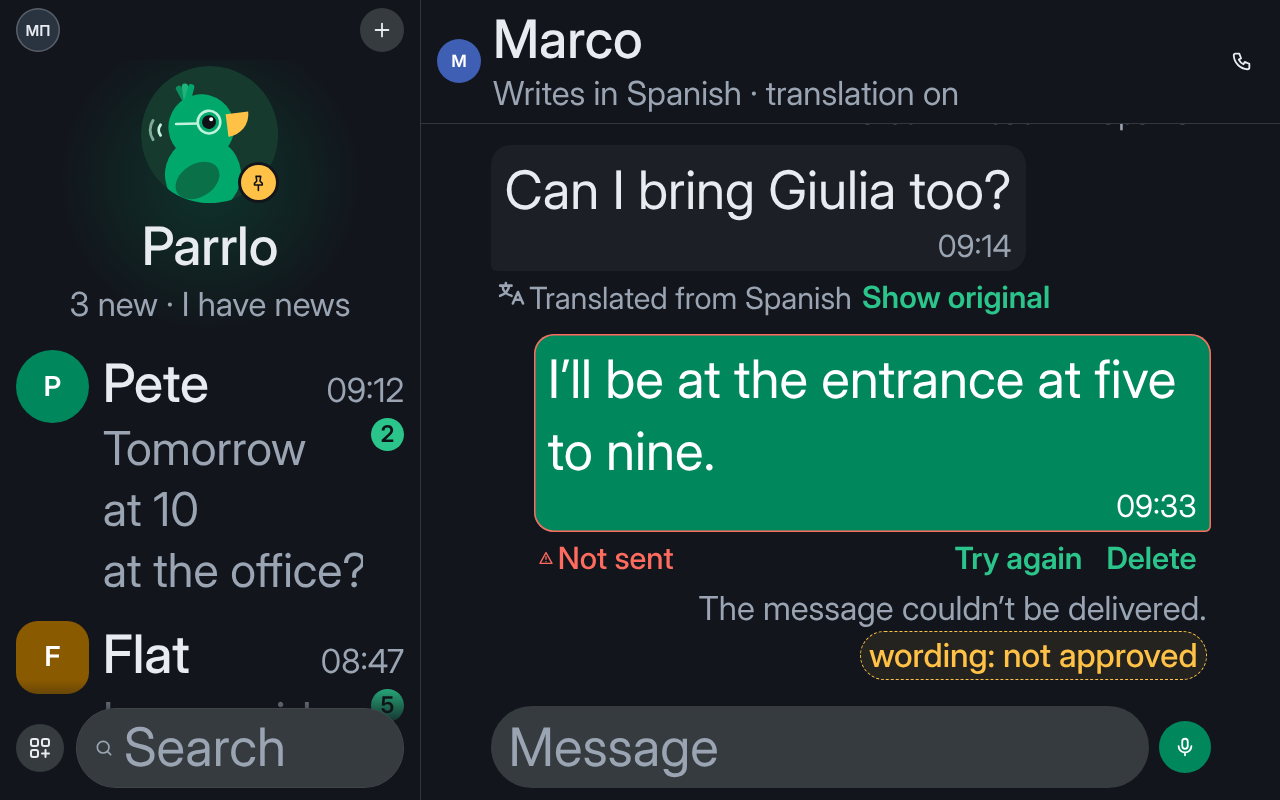 МП
Parrlo
3 new · I have news
P
Pete
09:12
Tomorrow
2
at 10
at the office?
F
Flat
08:47
5
Search
M
Marco
Writes in Spanish · translation on
Can I bring Giulia too?
09:14
Translated from Spanish Show original
I’ll be at the entrance at five
to nine.
09:33
Not sent
Try again Delete
The message couldn’t be delivered.
wording: not approved
Message